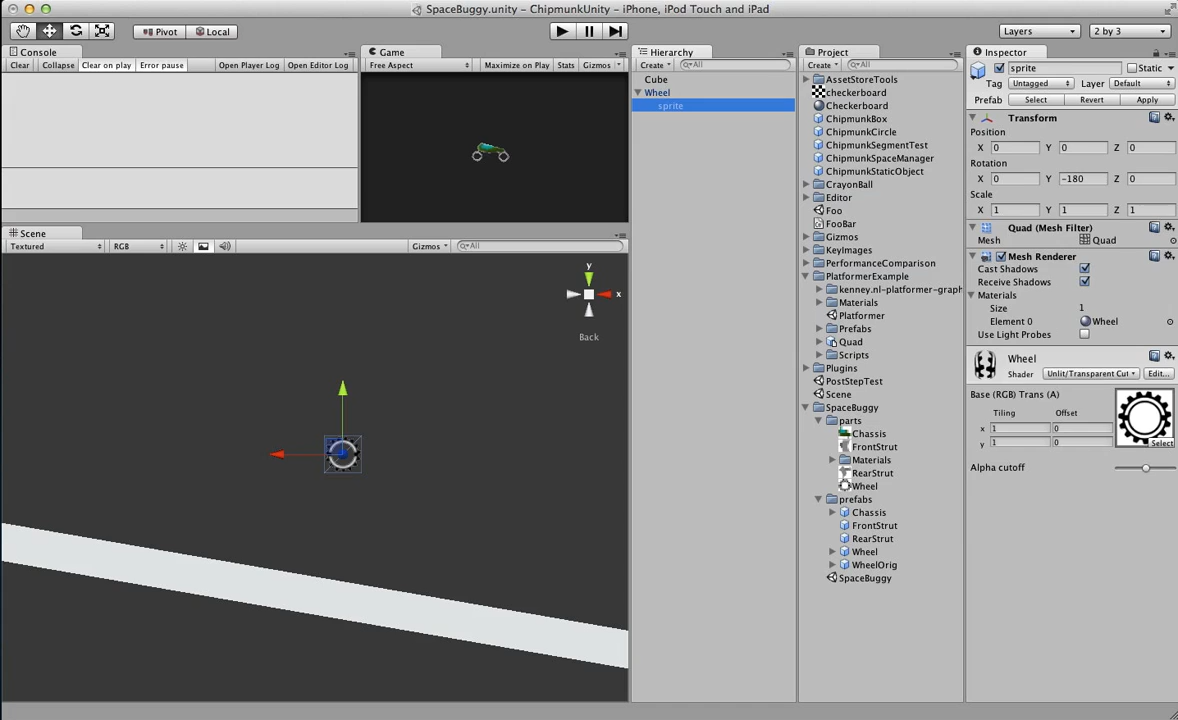 SpaceBuggy.unity – ChipmunkUnity – iPhone, iPod Touch and iPad
Pivot
Local
Layers
2 by 3
Console
Clear
Collapse
Clear on play
Error pause
Open Player Log
Open Editor Log
Game
Free Aspect
Maximize on Play
Stats
Gizmos
Scene
Textured
RGB
Gizmos
All
y
x
Back
Hierarchy
Create
All
Cube
Wheel
sprite
Project
Create
All
AssetStoreTools
checkerboard
Checkerboard
ChipmunkBox
ChipmunkCircle
ChipmunkSegmentTest
ChipmunkSpaceManager
ChipmunkStaticObject
CrayonBall
Editor
Foo
FooBar
Gizmos
KeyImages
PerformanceComparison
PlatformerExample
kenney.nl-platformer-graph
Materials
Platformer
Prefabs
Quad
Scripts
Plugins
PostStepTest
Scene
SpaceBuggy
parts
Chassis
FrontStrut
Materials
RearStrut
Wheel
prefabs
Chassis
FrontStrut
RearStrut
Wheel
WheelOrig
SpaceBuggy
Inspector
sprite
Static
Tag Untagged Layer Default
Prefab Select Revert Apply
Transform
Position
X 0 Y 0 Z 0
Rotation
X 0 Y -180 Z 0
Scale
X 1 Y 1 Z 1
Quad (Mesh Filter)
Mesh Quad
Mesh Renderer
Cast Shadows
Receive Shadows
Materials
Size 1
Element 0 Wheel
Use Light Probes
Wheel
Shader Unlit/Transparent Cut Edit...
Base (RGB) Trans (A)
Tiling Offset
x 1 0
y 1 0
Select
Alpha cutoff